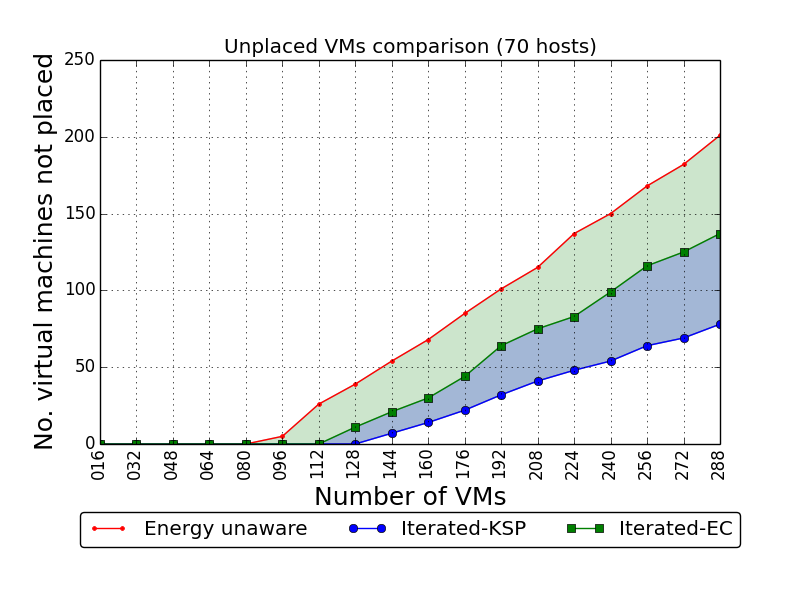 Unplaced VMs comparison (70 hosts)
No. virtual machines not placed
250
200
150
100
50
0
016 032 048 064 080 096 112 128 144 160 176 192 208 224 240 256 272 288
Number of VMs
Energy unaware Iterated-KSP Iterated-EC